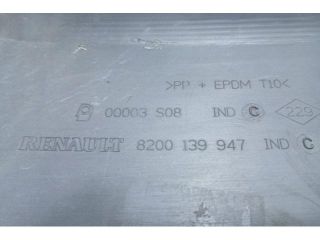 >PP + EPDM T10<
00003 S08 IND C 229
RENAULT 8200 139 947 IND C